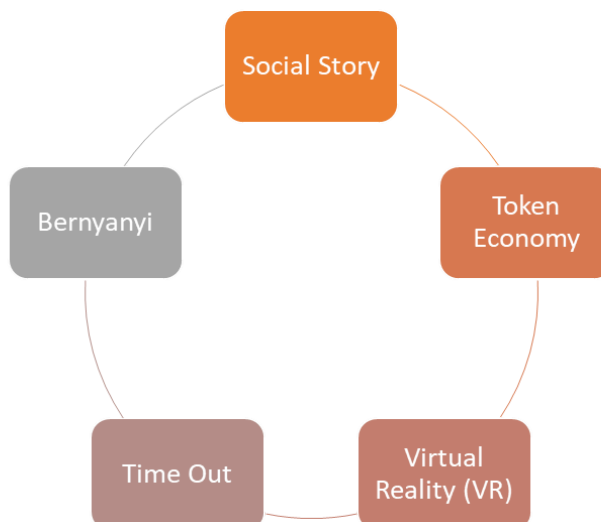 Social Story
Token
Economy
Virtual
Reality (VR)
Time Out
Bernyanyi